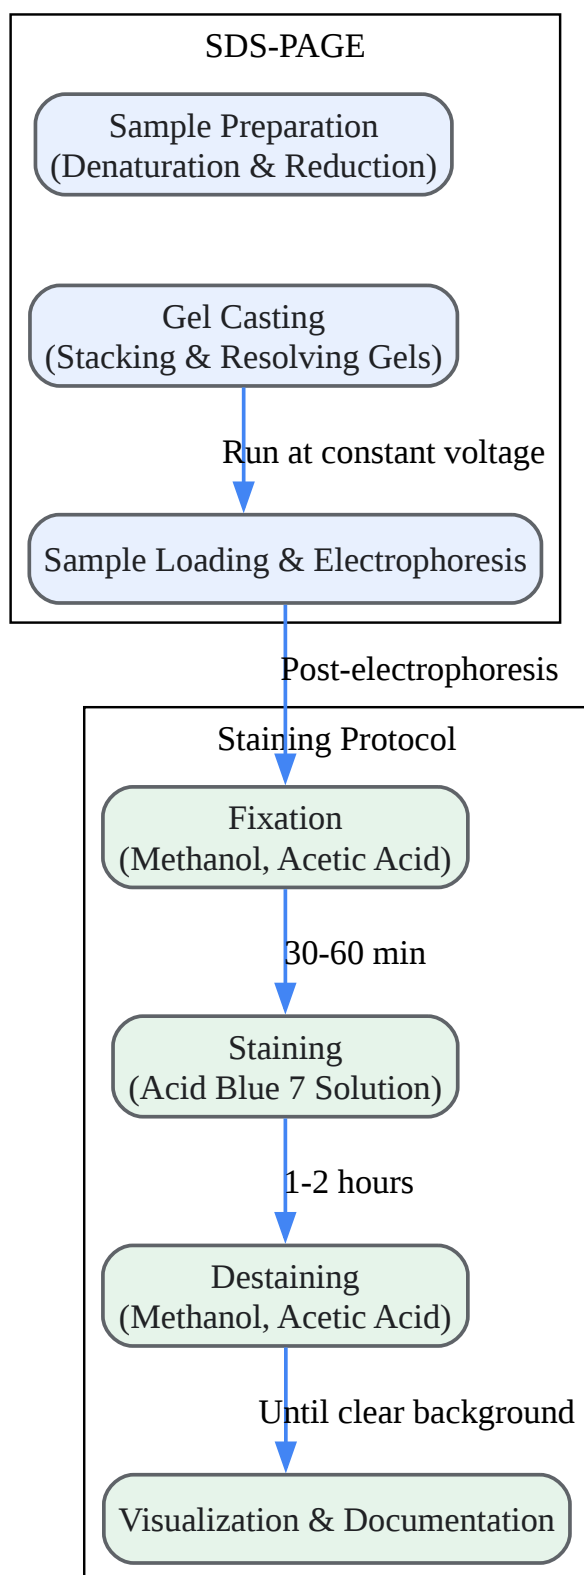 SDS-PAGE
Sample Preparation
(Denaturation & Reduction)
Gel Casting
(Stacking & Resolving Gels)
Run at constant voltage
Sample Loading & Electrophoresis
Post-electrophoresis
Staining Protocol
Fixation
(Methanol, Acetic Acid)
30-60 min
Staining
(Acid Blue 7 Solution)
1-2 hours
Destaining
(Methanol, Acetic Acid)
Until clear background
Visualization & Documentation